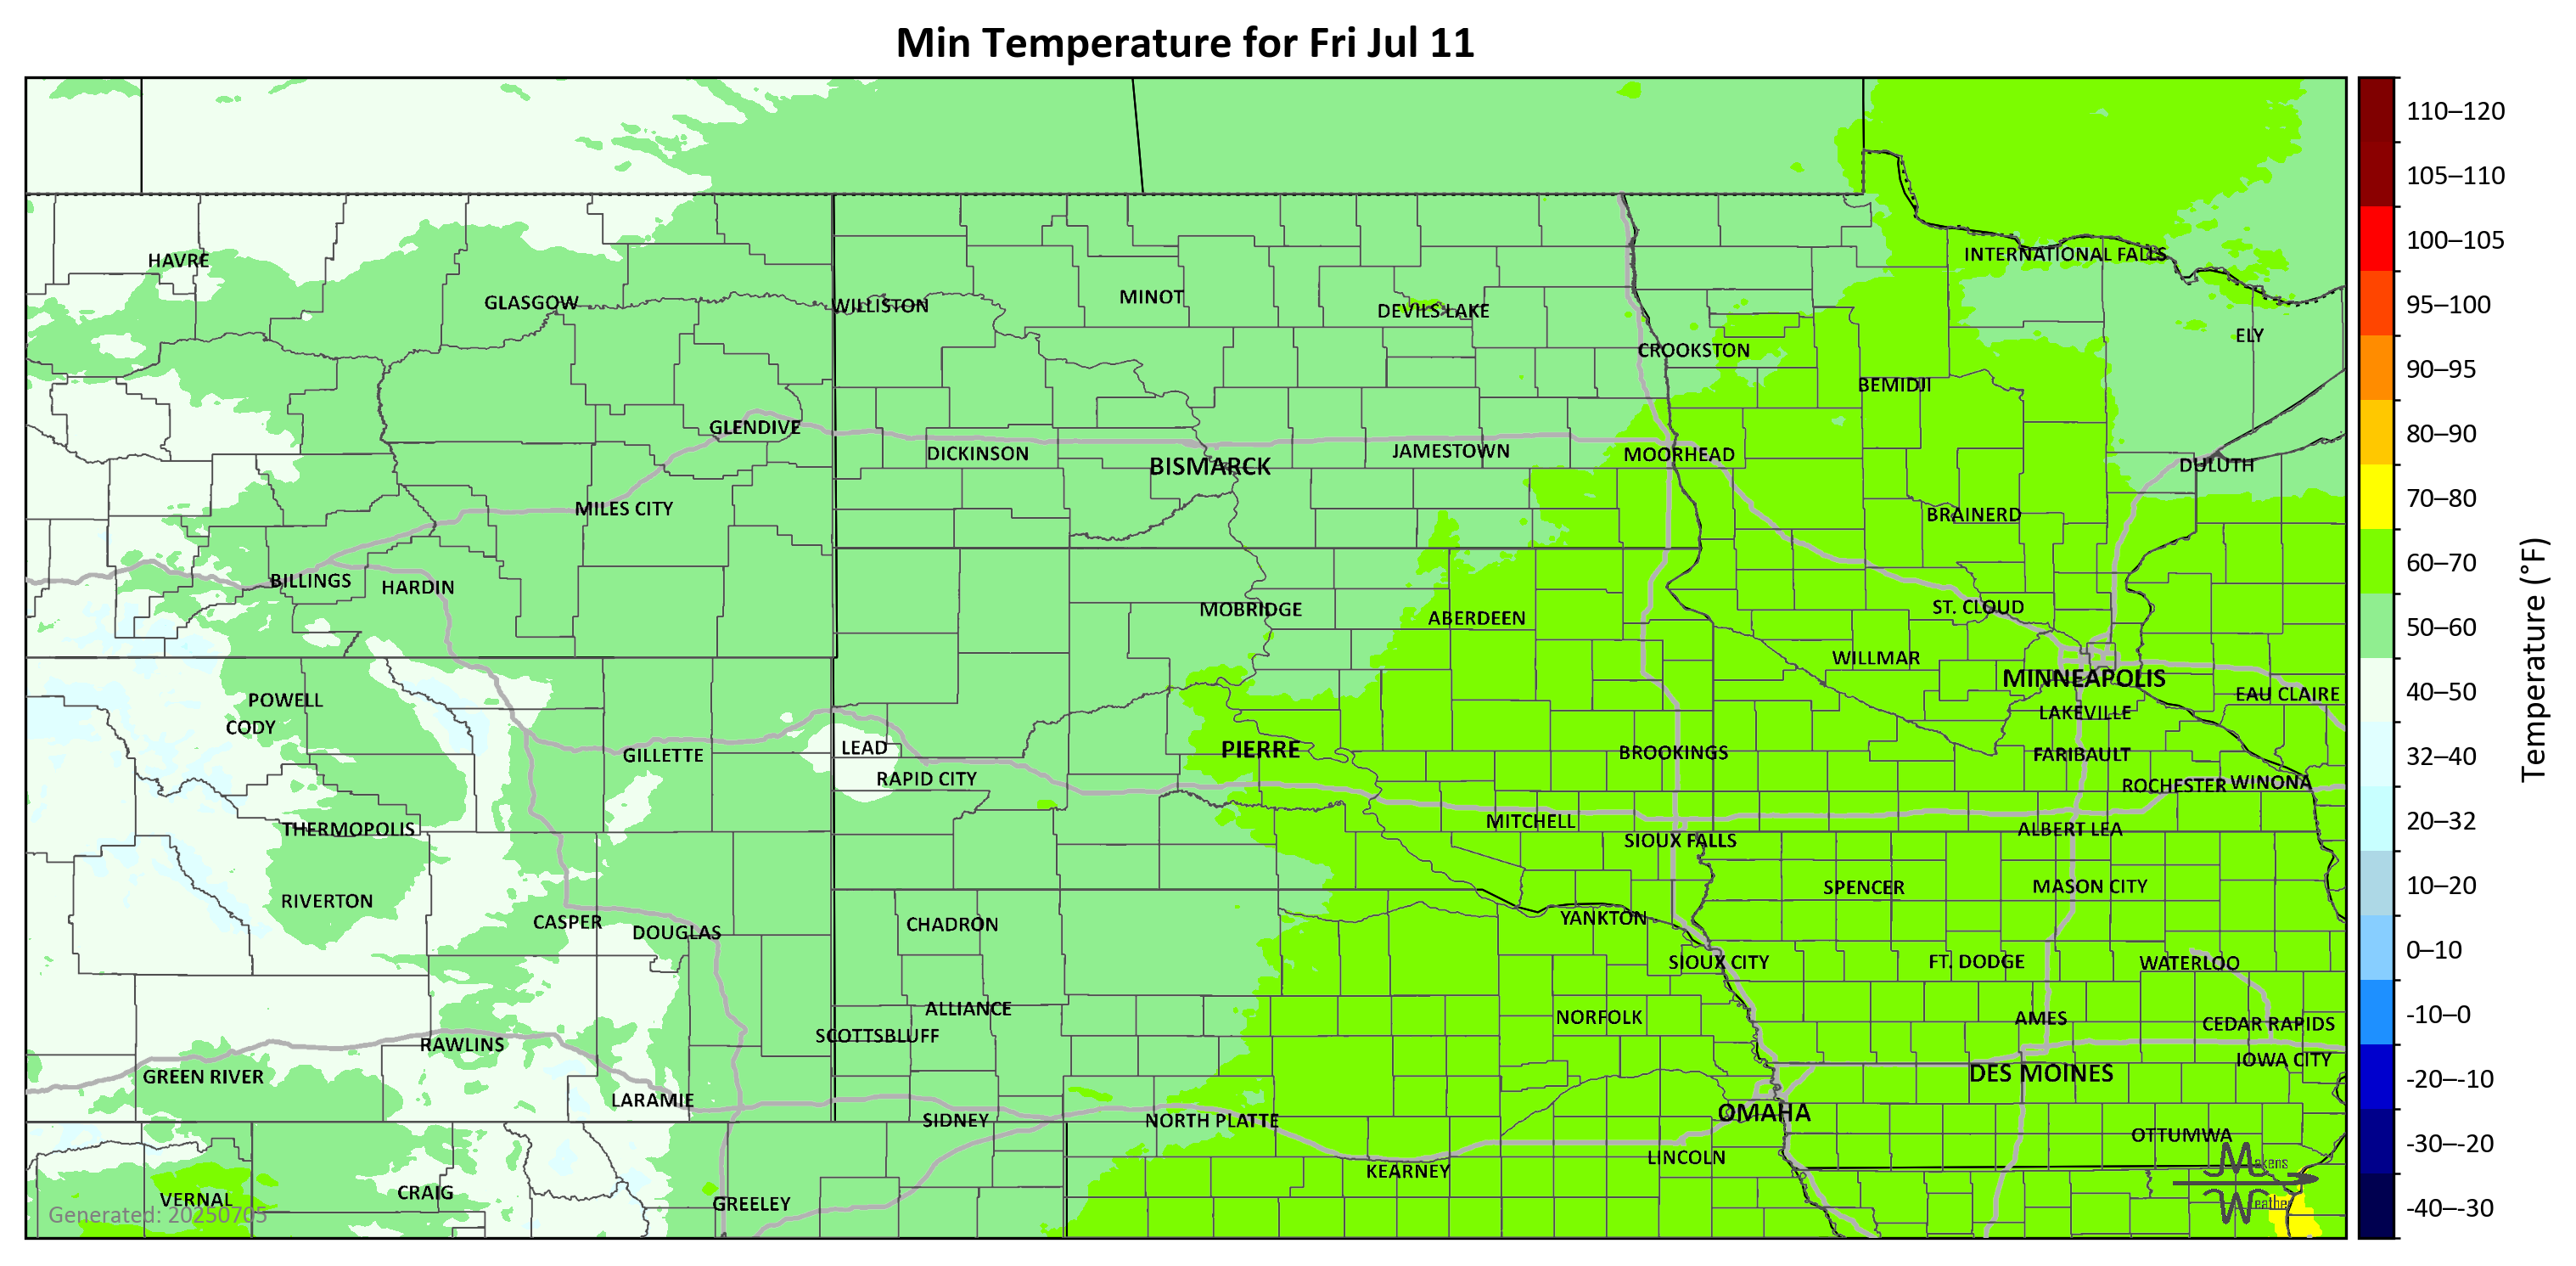 Min Temperature for Fri Jul 11
110–120
105–110
100–105
95–100
90–95
80–90
70–80
60–70
50–60
40–50
32–40
20–32
10–20
0–10
-10–0
-20–-10
-30–-20
-40–-30
Temperature (°F)
HAVRE
GLASGOW
WILLISTON
MINOT
DEVILS LAKE
INTERNATIONAL FALLS
ELY
CROOKSTON
BEMIDJI
GLENDIVE
DICKINSON
BISMARCK
JAMESTOWN
MOORHEAD
DULUTH
MILES CITY
BRAINERD
BILLINGS
HARDIN
MOBRIDGE
ABERDEEN
ST. CLOUD
WILLMAR
MINNEAPOLIS
EAU CLAIRE
POWELL
CODY
LAKEVILLE
GILLETTE
LEAD
RAPID CITY
PIERRE
BROOKINGS
FARIBAULT
ROCHESTER
WINONA
THERMOPOLIS
MITCHELL
SIOUX FALLS
ALBERT LEA
RIVERTON
CASPER
DOUGLAS
CHADRON
YANKTON
SPENCER
MASON CITY
SIOUX CITY
FT. DODGE
WATERLOO
ALLIANCE
SCOTTSBLUFF
NORFOLK
AMES
CEDAR RAPIDS
RAWLINS
GREEN RIVER
IOWA CITY
DES MOINES
LARAMIE
SIDNEY
NORTH PLATTE
OMAHA
OTTUMWA
LINCOLN
KEARNEY
VERNAL
CRAIG
GREELEY
Generated: 20250705
Makens
Weather